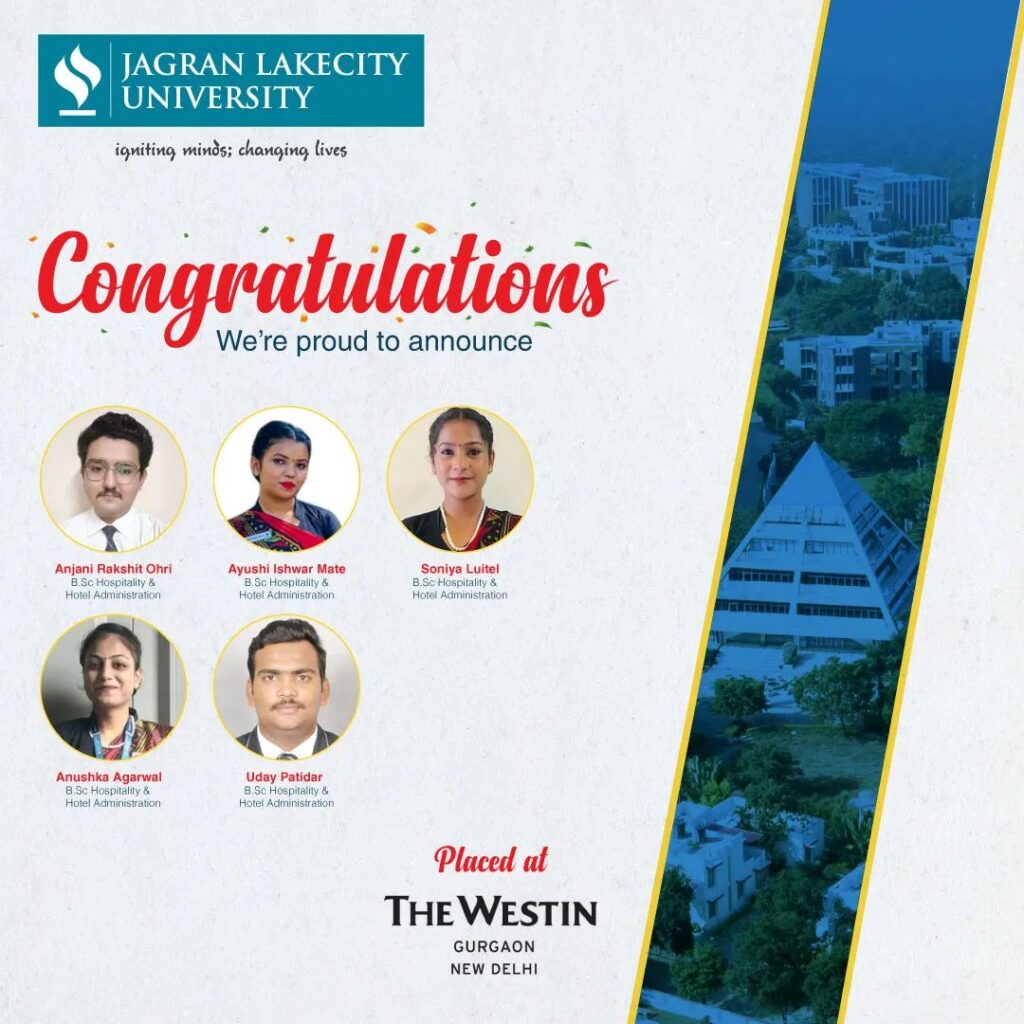 JAGRAN LAKECITY
UNIVERSITY
igniting minds; changing lives
Congratulations
We're proud to announce
Anjani Rakshit Ohri
B.Sc Hospitality &
Hotel Administration
Ayushi Ishwar Mate
B.Sc Hospitality &
Hotel Administration
Soniya Luitel
B.Sc Hospitality &
Hotel Administration
Anushka Agarwal
B.Sc Hospitality &
Hotel Administration
Uday Patidar
B.Sc Hospitality &
Hotel Administration
Placed at
THE WESTIN
GURGAON
NEW DELHI